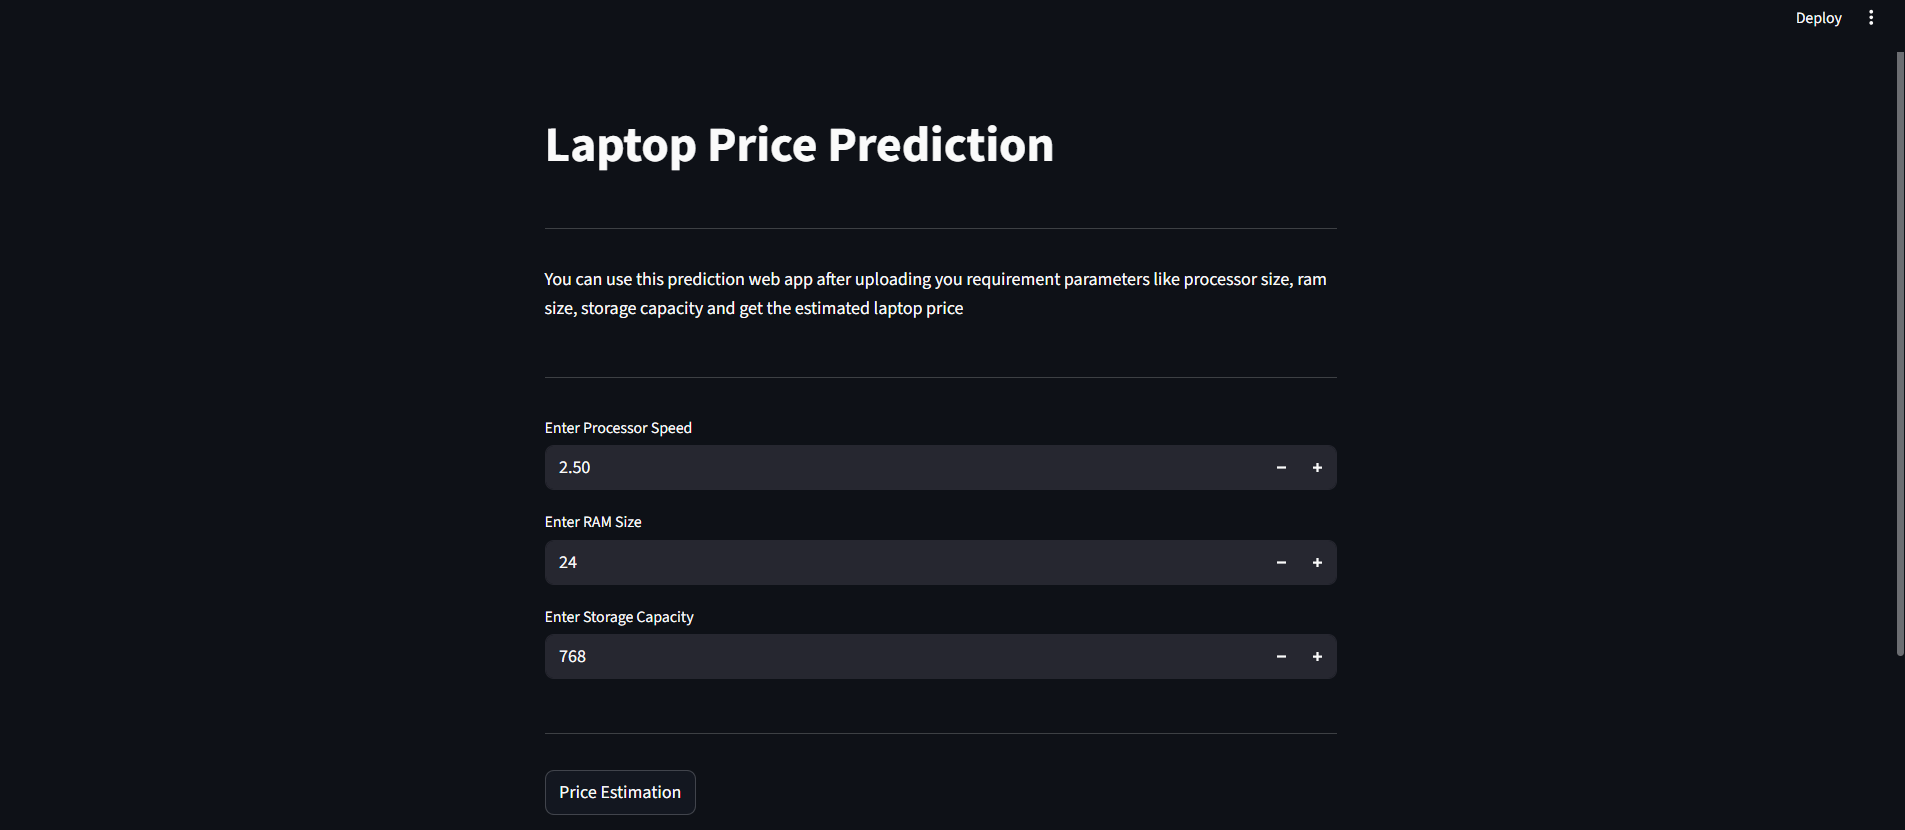 Deploy
Laptop Price Prediction
You can use this prediction web app after uploading you requirement parameters like processor size, ram
size, storage capacity and get the estimated laptop price
Enter Processor Speed
2.50
Enter RAM Size
24
Enter Storage Capacity
768
Price Estimation